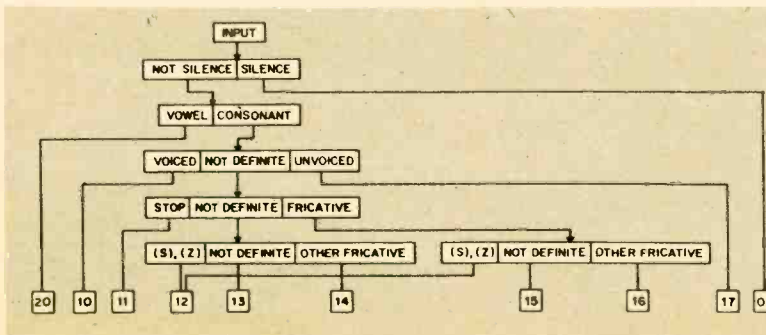 INPUT
NOT SILENCE SILENCE
VOWEL CONSONANT
VOICED NOT DEFINITE UNVOICED
STOP NOT DEFINITE FRICATIVE
(S), (Z) NOT DEFINITE OTHER FRICATIVE (S), (Z) NOT DEFINITE OTHER FRICATIVE
20 10 11 12 13 14 15 16 17 0